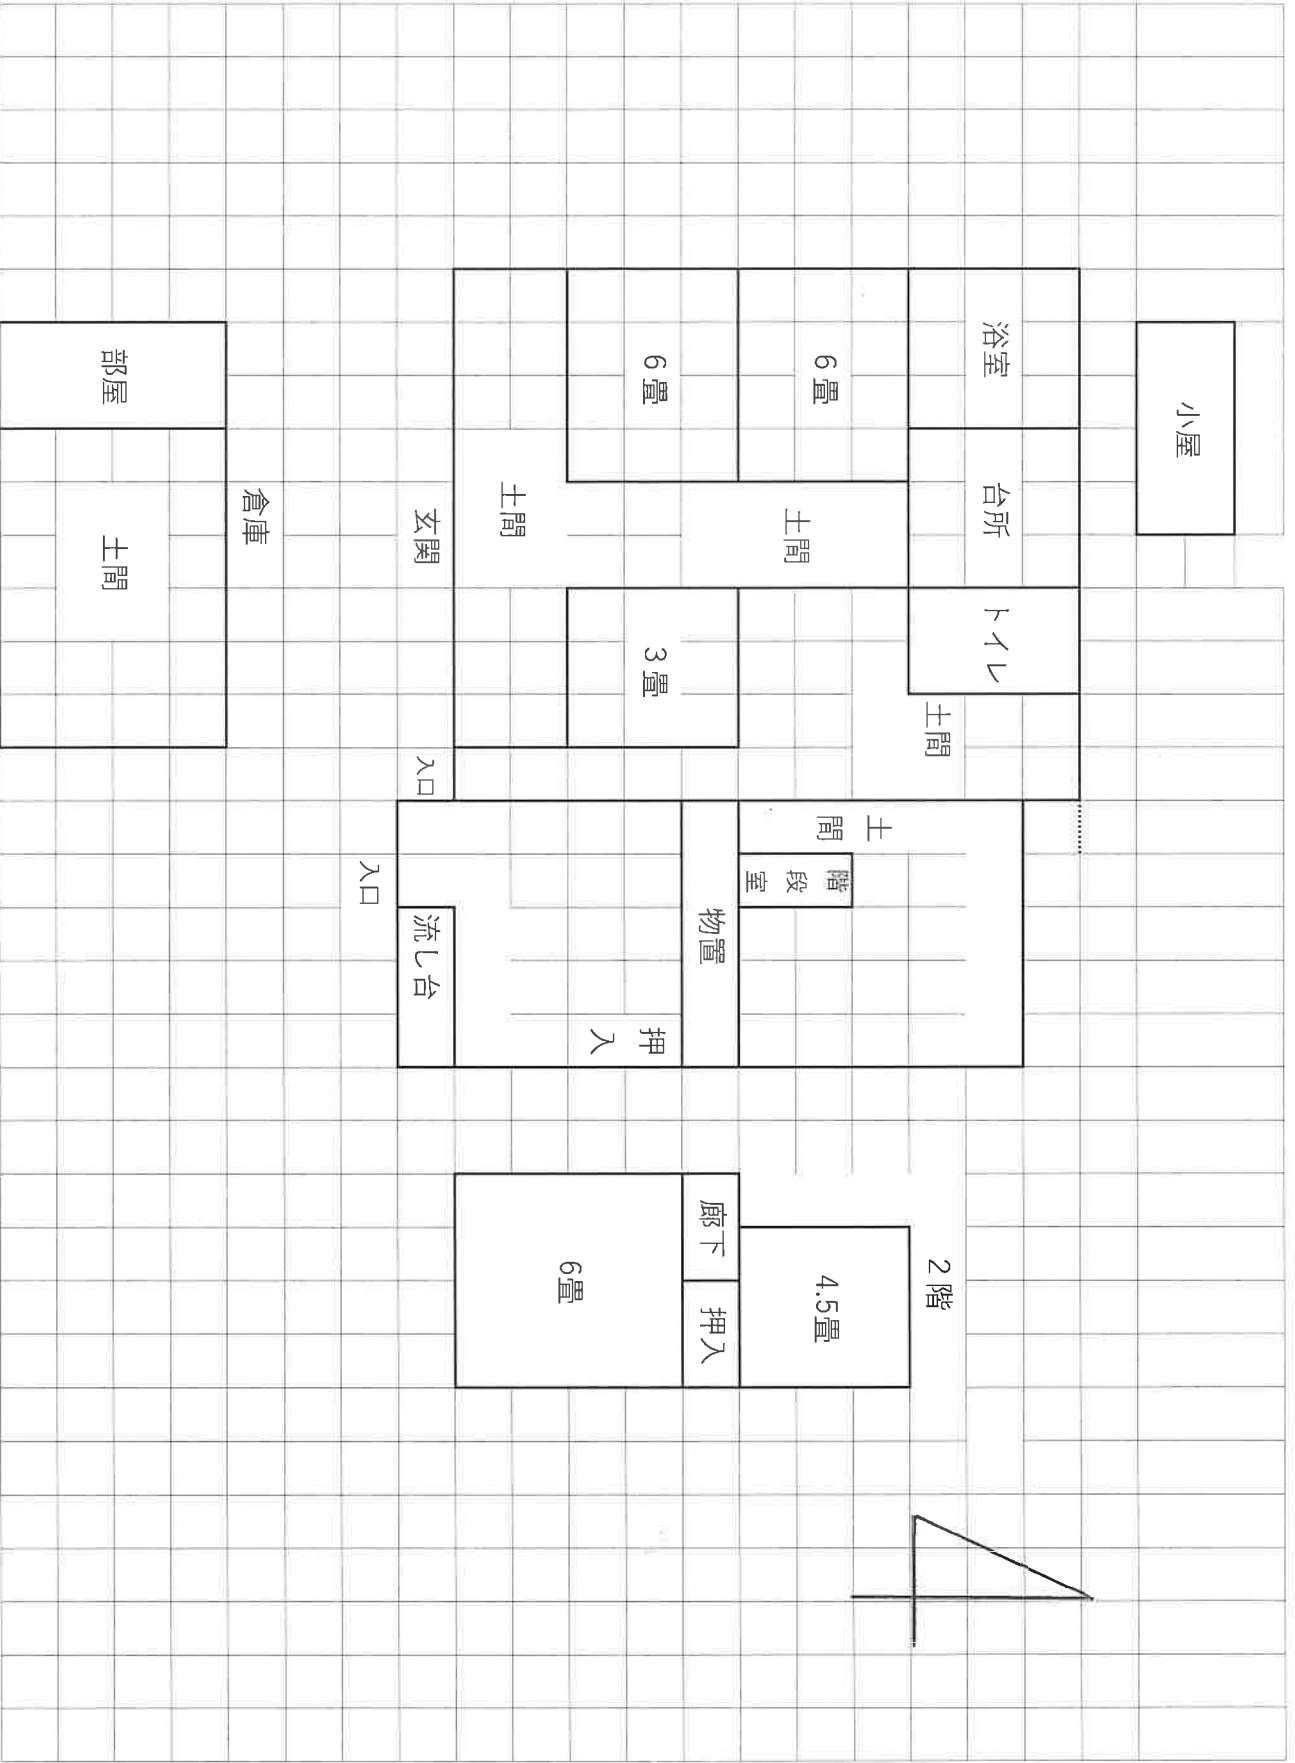 小屋
浴室
台所
トイレ
土間
2階
土間
6畳
土間
階段室
4.5畳
物置
廊下
押入
6畳
3畳
押入
6畳
土間
玄関
入口
流し台
入口
倉庫
部屋
土間